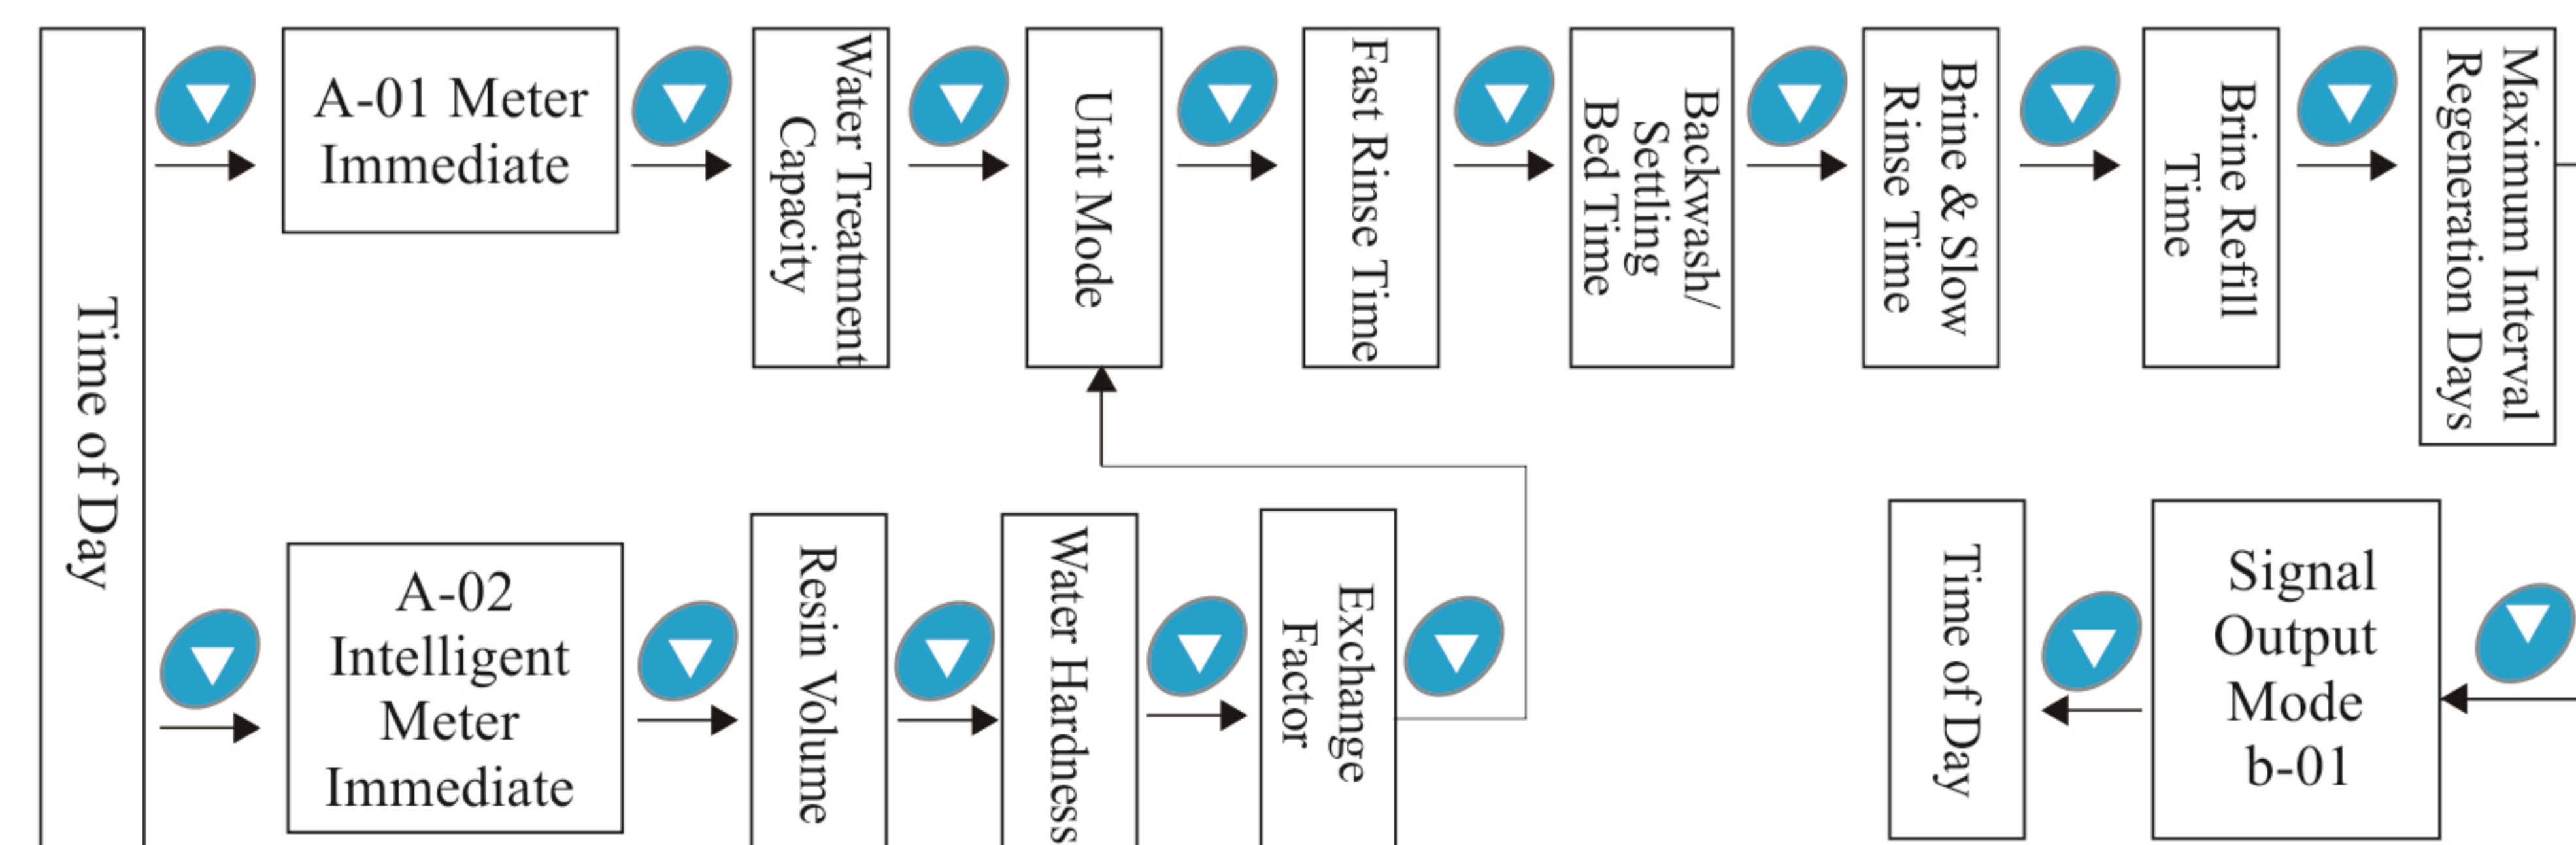 Time of Day
A-01 Meter
Immediate
Water Treatment
Capacity
Unit Mode
Fast Rinse Time
Backwash/
Settling
Bed Time
Brine & Slow
Rinse Time
Brine Refill
Time
Maximum Interval
Regeneration Days
A-02
Intelligent
Meter
Immediate
Resin Volume
Water Hardness
Exchange
Factor
Time of Day
Signal
Output
Mode
b-01